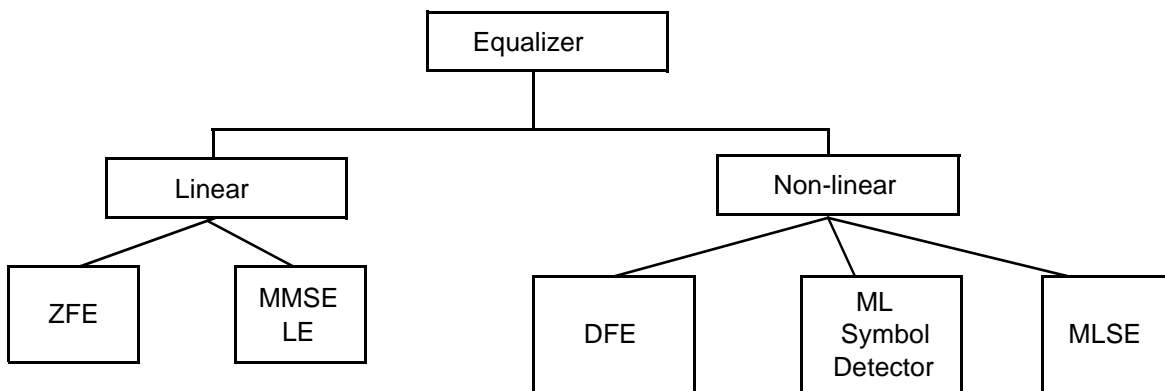 Equalizer
Linear
Non-linear
ZFE
MMSE
LE
DFE
ML
Symbol
Detector
MLSE